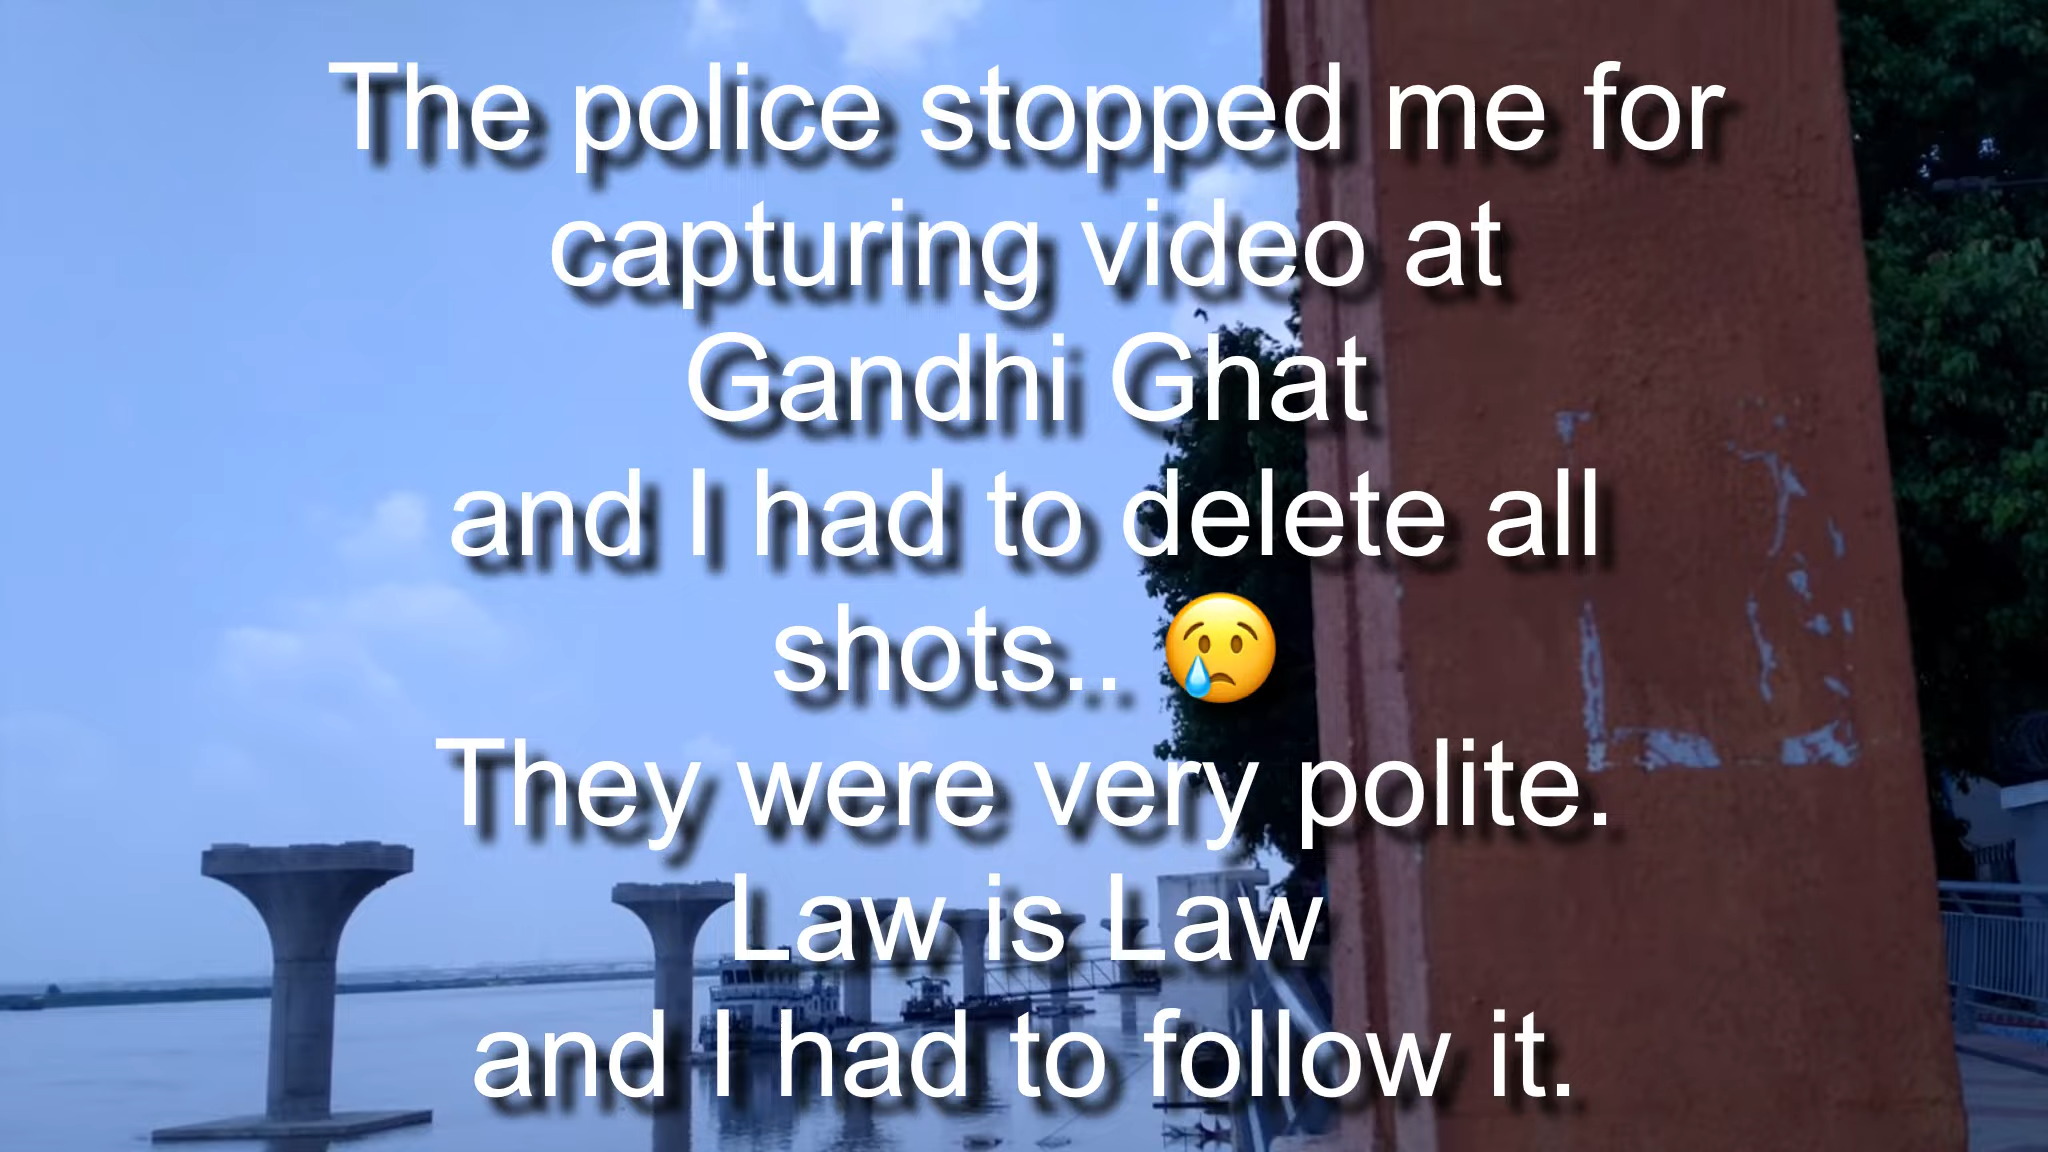 The police stopped me for
capturing video at
Gandhi Ghat
and I had to delete all
shots.. 😢
They were very polite.
Law is Law
and I had to follow it.